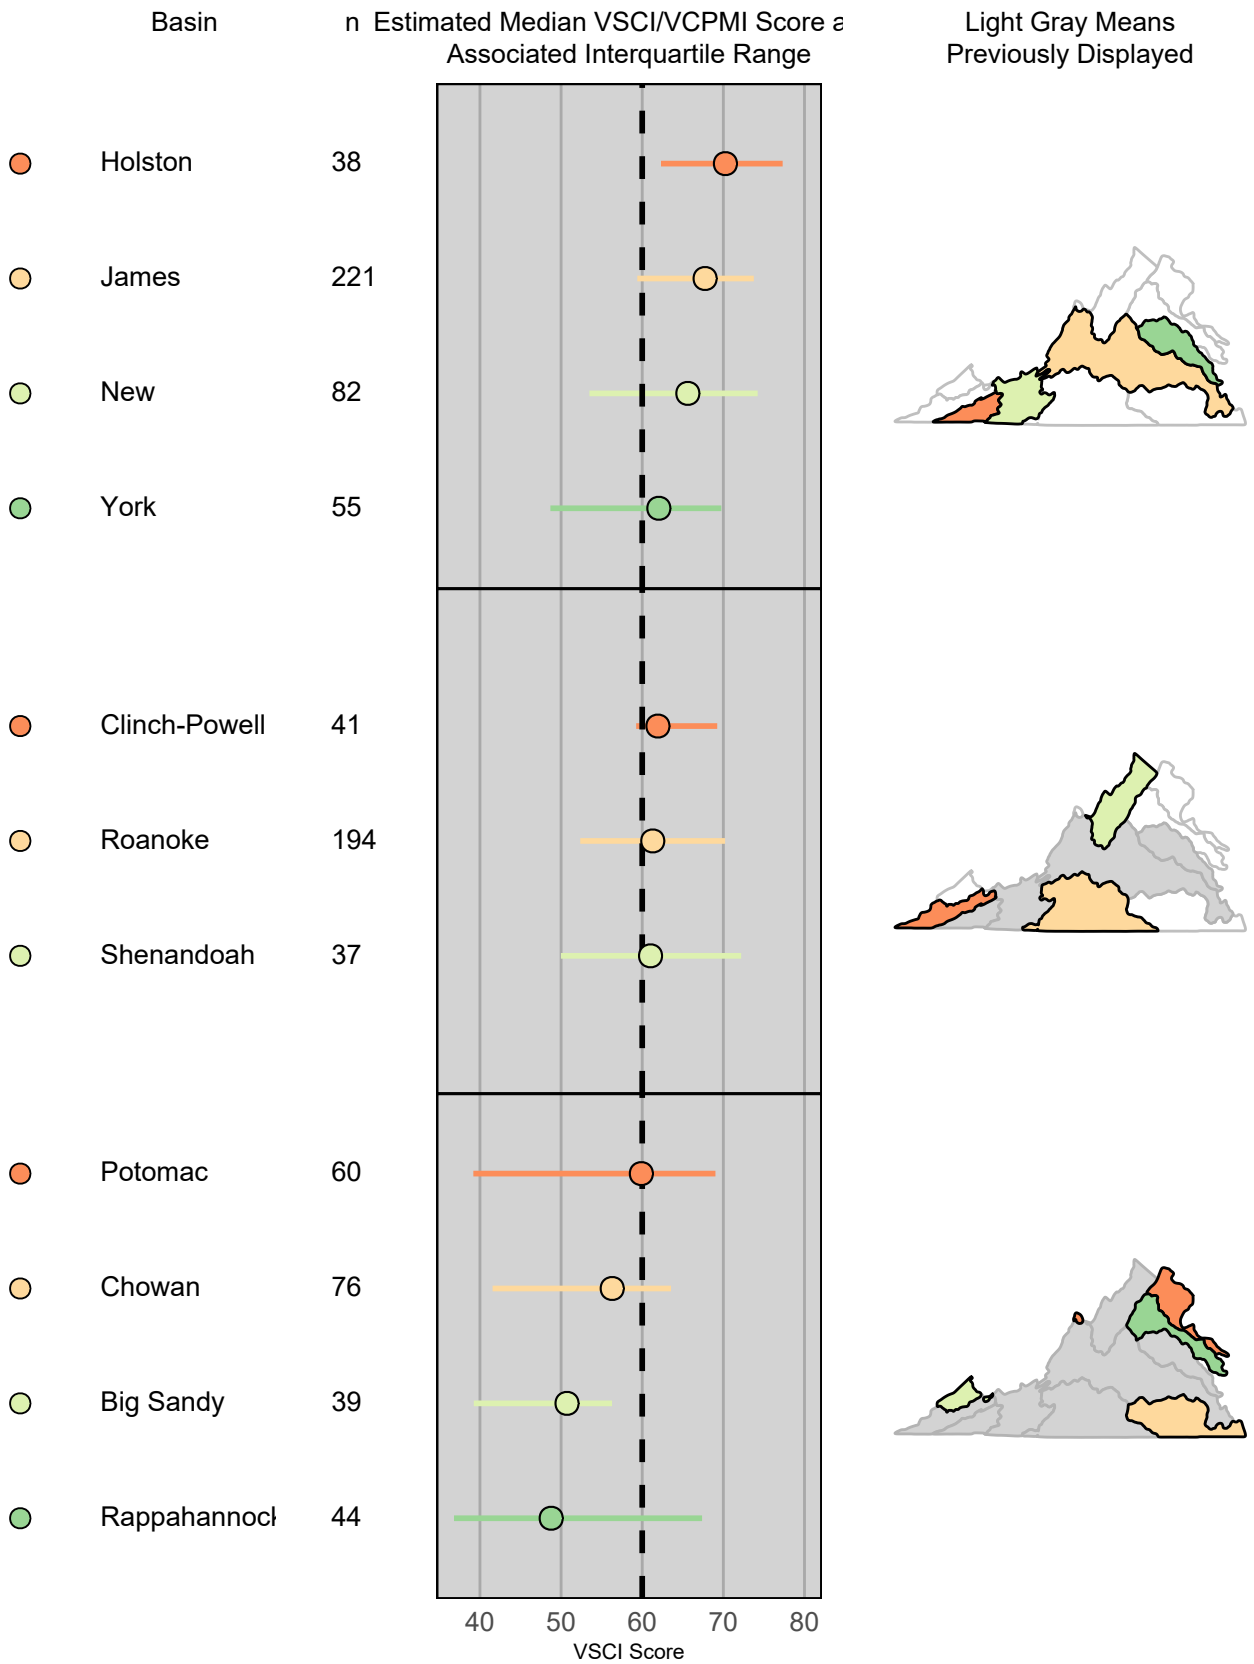 Basin
n
Estimated Median VSCI/VCPMI Score a
Associated Interquartile Range
Light Gray Means
Previously Displayed
Holston 38
James 221
New 82
York 55
Clinch-Powell 41
Roanoke 194
Shenandoah 37
Potomac 60
Chowan 76
Big Sandy 39
Rappahannock 44
40 50 60 70 80
VSCI Score